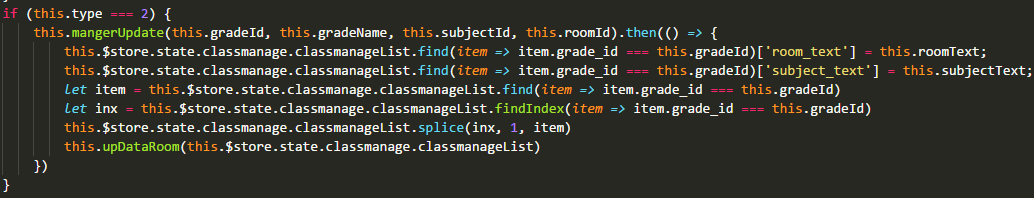 if (this.type === 2) {
this.mangerUpdate(this.gradeId, this.gradeName, this.subjectId, this.roomId).then(() => {
this.$store.state.classmanage.classmanageList.find(item => item.grade_id === this.gradeId)['room_text'] = this.roomText;
this.$store.state.classmanage.classmanageList.find(item => item.grade_id === this.gradeId)['subject_text'] = this.subjectText;
let item = this.$store.state.classmanage.classmanageList.find(item => item.grade_id === this.gradeId)
let inx = this.$store.state.classmanage.classmanageList.findIndex(item => item.grade_id === this.gradeId)
this.$store.state.classmanage.classmanageList.splice(inx, 1, item)
this.upDataRoom(this.$store.state.classmanage.classmanageList)
})
}